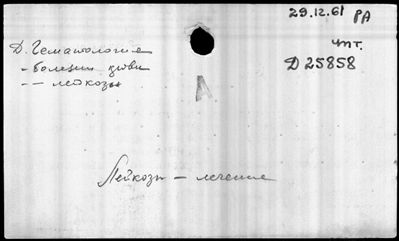 29.12.61 РА
чит.
Д 25858
Д. Гематология
- болезни крови
- - лейкозы
Лейкозы - лечение